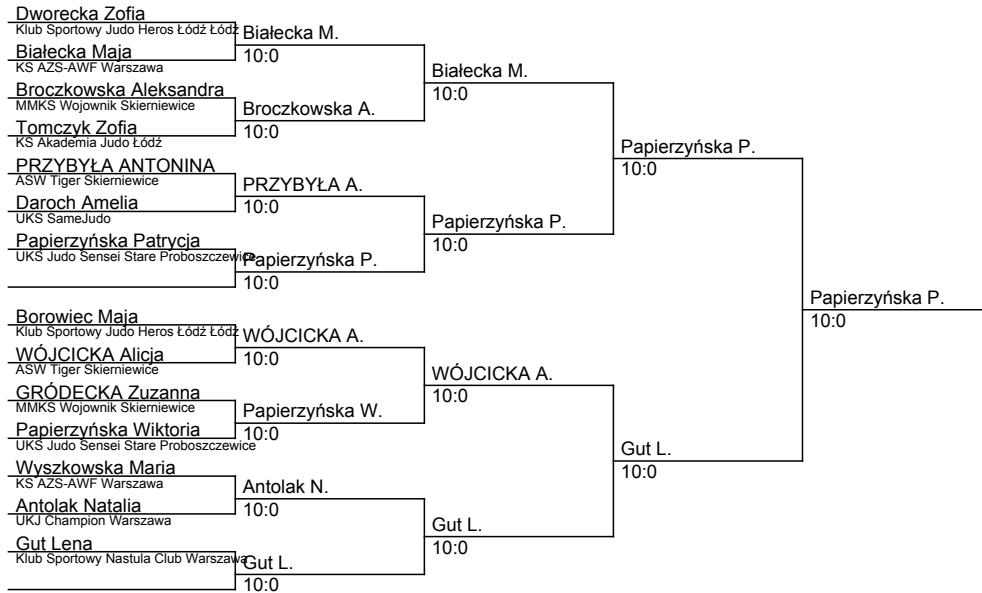 Dworecka Zofia
Klub Sportowy Judo Heros Łódź Łódź
Białecka Maja
KS AZS-AWF Warszawa
Broczkowska Aleksandra
MMKS Wojownik Skierniewice
Tomczyk Zofia
KS Akademia Judo Łódź
PRZYBYŁA ANTONINA
ASW Tiger Skierniewice
Daroch Amelia
UKS SameJudo
Papierzyńska Patrycja
UKS Judo Sensei Stare Proboszczewice
Borowiec Maja
Klub Sportowy Judo Heros Łódź Łódź
WÓJCICKA Alicja
ASW Tiger Skierniewice
GRÓDECKA Zuzanna
MMKS Wojownik Skierniewice
Papierzyńska Wiktoria
UKS Judo Sensei Stare Proboszczewice
Wyszkowska Maria
KS AZS-AWF Warszawa
Antolak Natalia
UKJ Champion Warszawa
Gut Lena
Klub Sportowy Nastula Club Warszawa
Białecka M.
10:0
Broczkowska A.
10:0
PRZYBYŁA A.
10:0
Papierzyńska P.
10:0
WÓJCICKA A.
10:0
Papierzyńska W.
10:0
Antolak N.
10:0
Gut L.
10:0
Białecka M.
10:0
Papierzyńska P.
10:0
WÓJCICKA A.
10:0
Gut L.
10:0
Papierzyńska P.
10:0
Gut L.
10:0
Papierzyńska P.
10:0